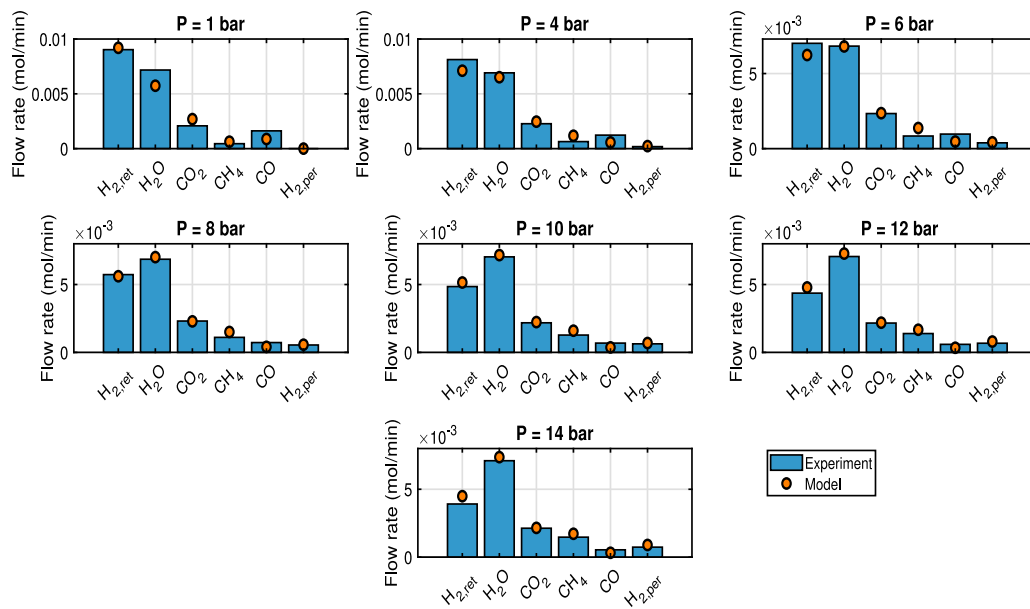 P = 1 bar
Flow rate (mol/min)
0.01
0.005
0
H2,ret
H2O
CO2
CH4
CO
H2,per
P = 4 bar
Flow rate (mol/min)
0.01
0.005
0
H2,ret
H2O
CO2
CH4
CO
H2,per
P = 6 bar
×10-3
Flow rate (mol/min)
5
0
H2,ret
H2O
CO2
CH4
CO
H2,per
P = 8 bar
×10-3
Flow rate (mol/min)
5
0
H2,ret
H2O
CO2
CH4
CO
H2,per
P = 10 bar
×10-3
Flow rate (mol/min)
5
0
H2,ret
H2O
CO2
CH4
CO
H2,per
P = 12 bar
×10-3
Flow rate (mol/min)
5
0
H2,ret
H2O
CO2
CH4
CO
H2,per
P = 14 bar
×10-3
Flow rate (mol/min)
5
0
H2,ret
H2O
CO2
CH4
CO
H2,per
Experiment
Model